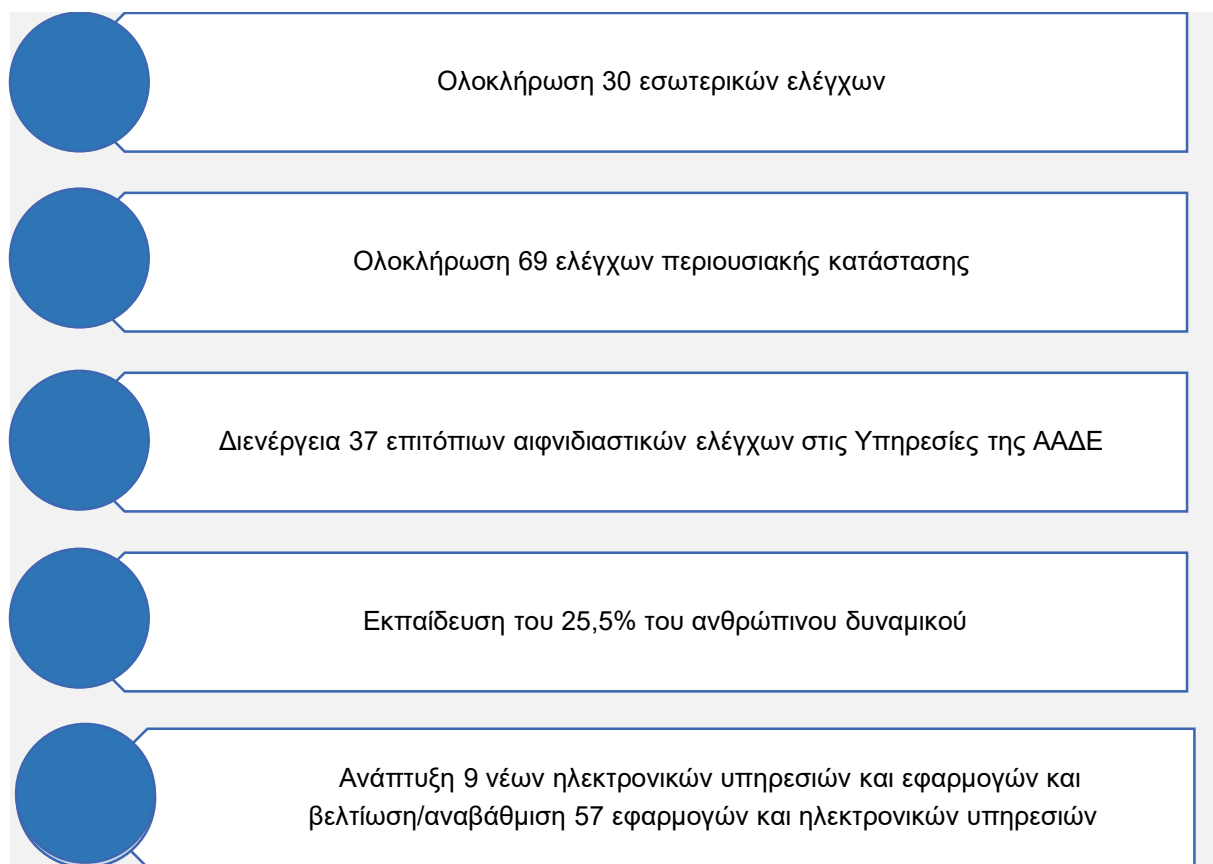 Ολοκλήρωση 30 εσωτερικών ελέγχων
Ολοκλήρωση 69 ελέγχων περιουσιακής κατάστασης
Διενέργεια 37 επιτόπιων αιφνιδιαστικών ελέγχων στις Υπηρεσίες της ΑΑΔΕ
Εκπαίδευση του 25,5% του ανθρώπινου δυναμικού
Ανάπτυξη 9 νέων ηλεκτρονικών υπηρεσιών και εφαρμογών και
βελτίωση/αναβάθμιση 57 εφαρμογών και ηλεκτρονικών υπηρεσιών